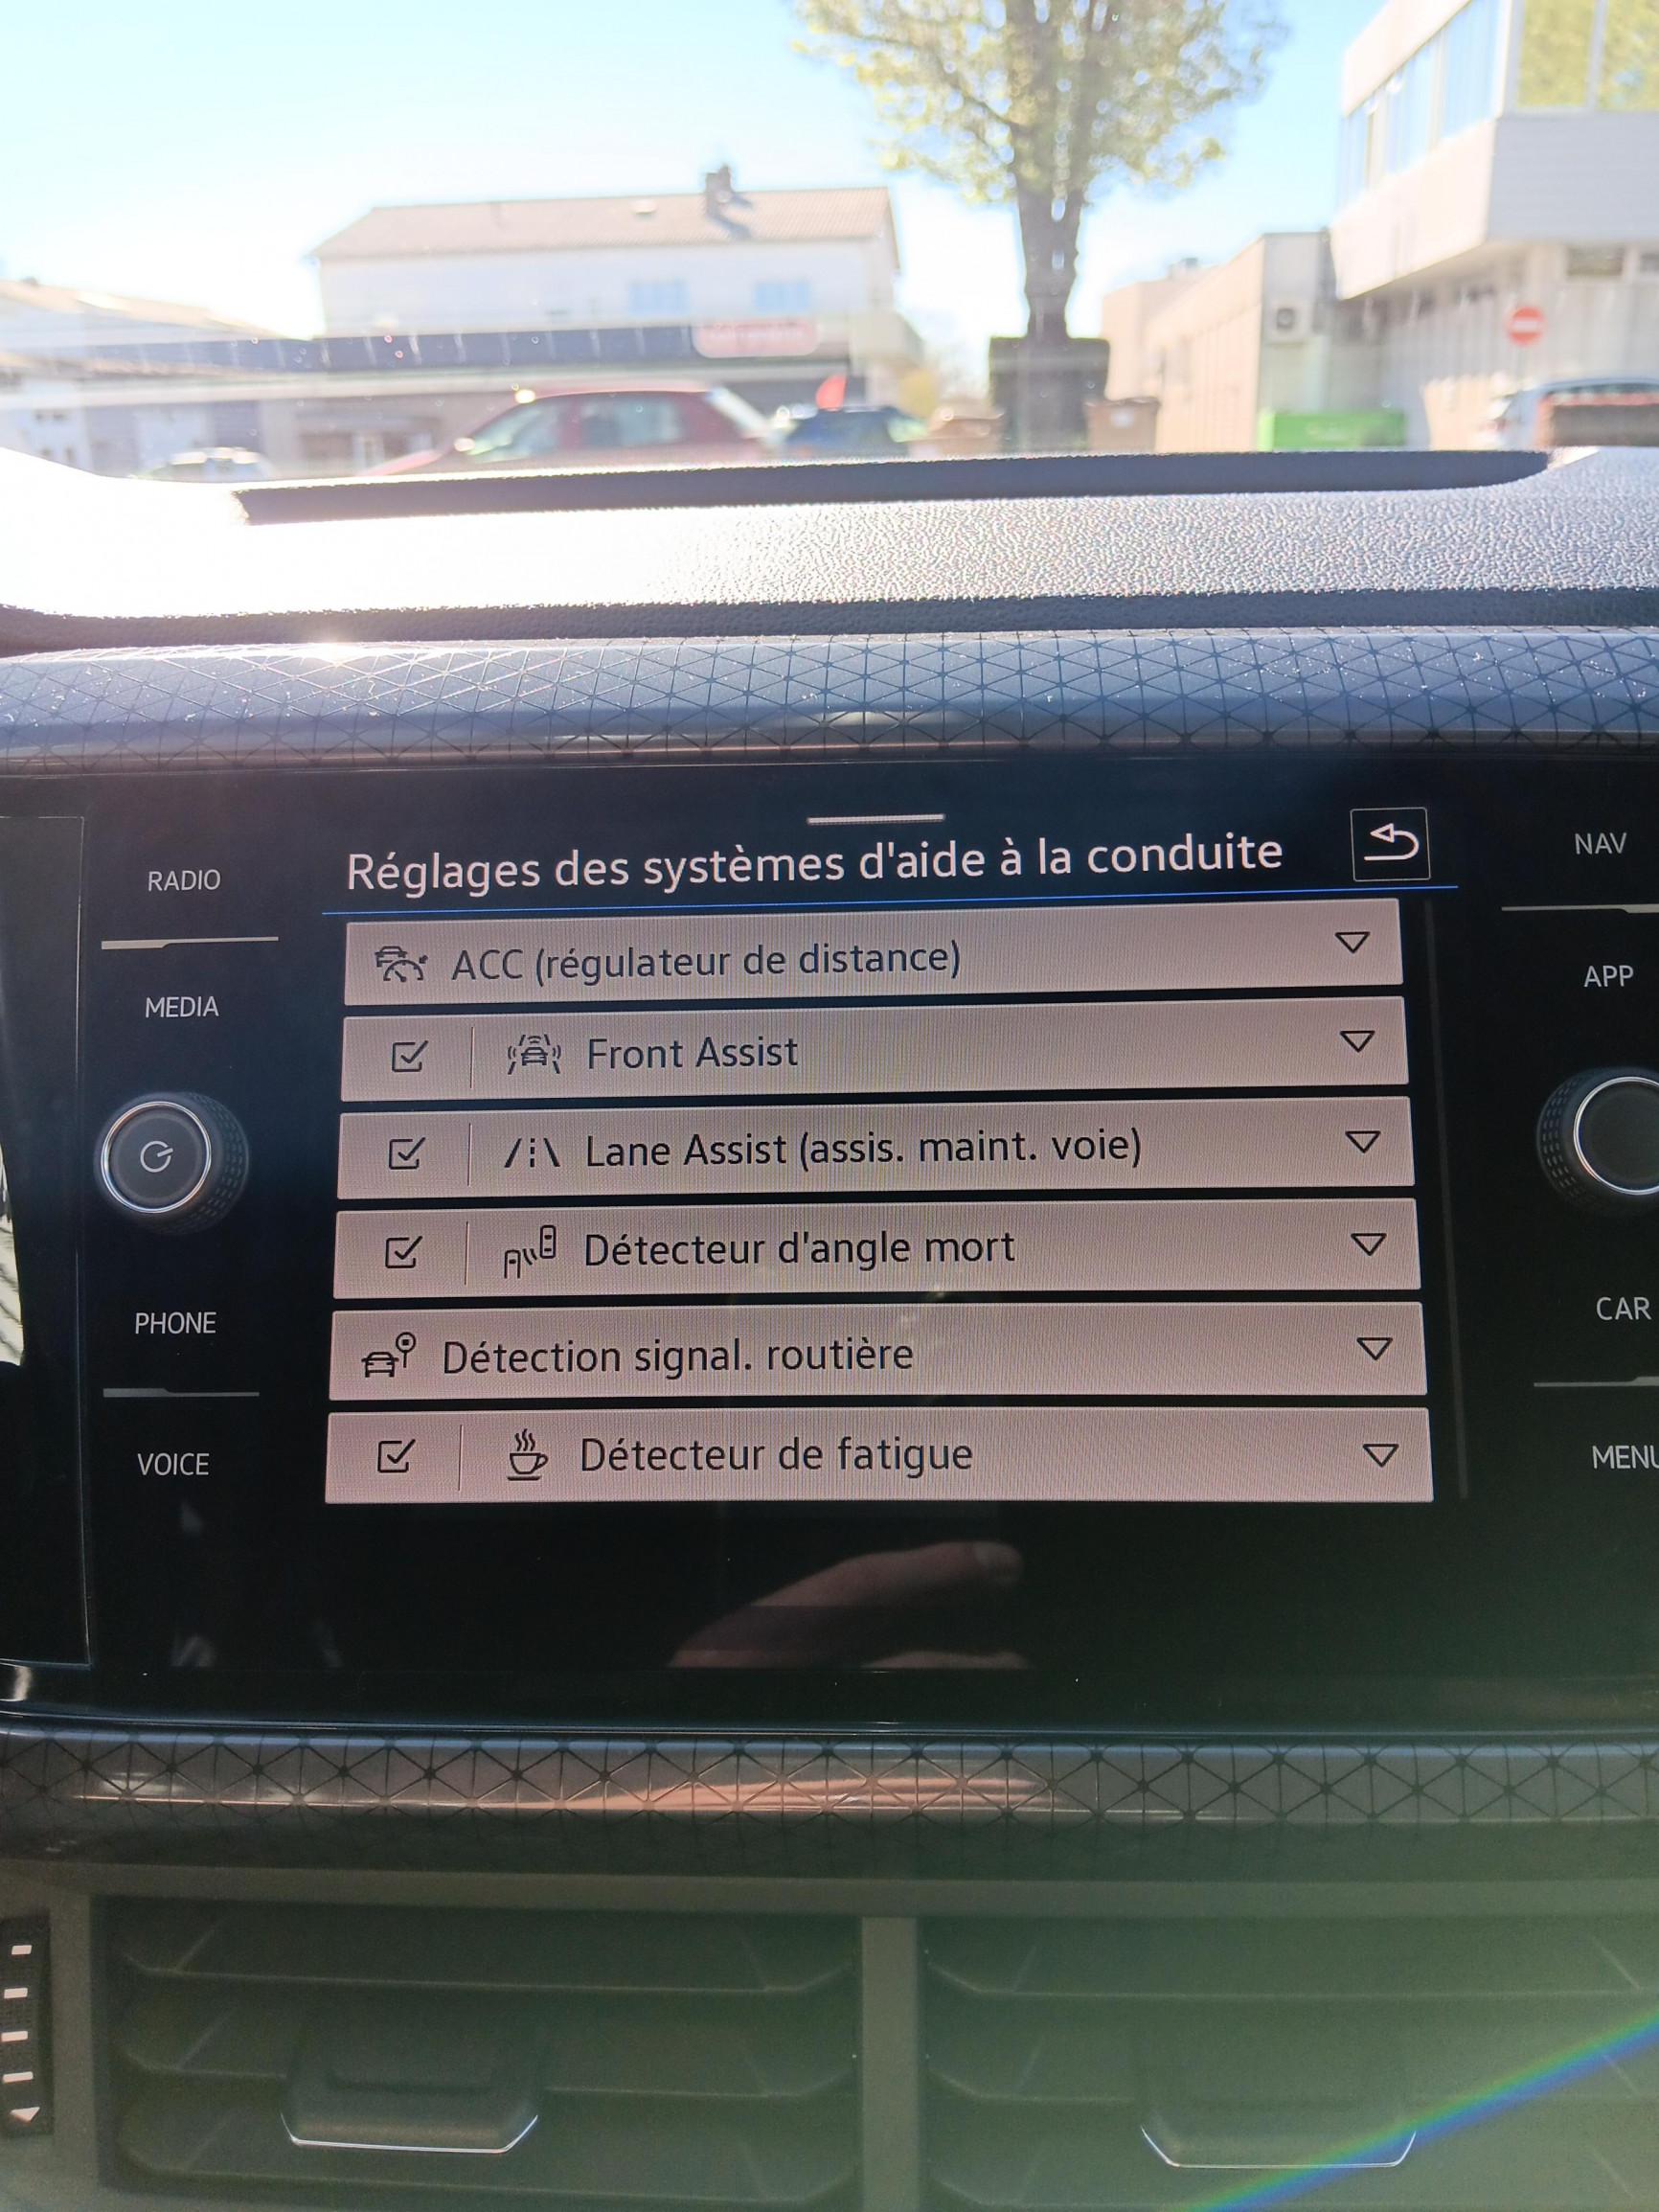 RADIO
MEDIA
PHONE
VOICE
Réglages des systèmes d'aide à la conduite
ACC (régulateur de distance)
Front Assist
Lane Assist (assis. maint. voie)
Détecteur d'angle mort
Détection signal. routière
Détecteur de fatigue
NAV
APP
CAR
MENU